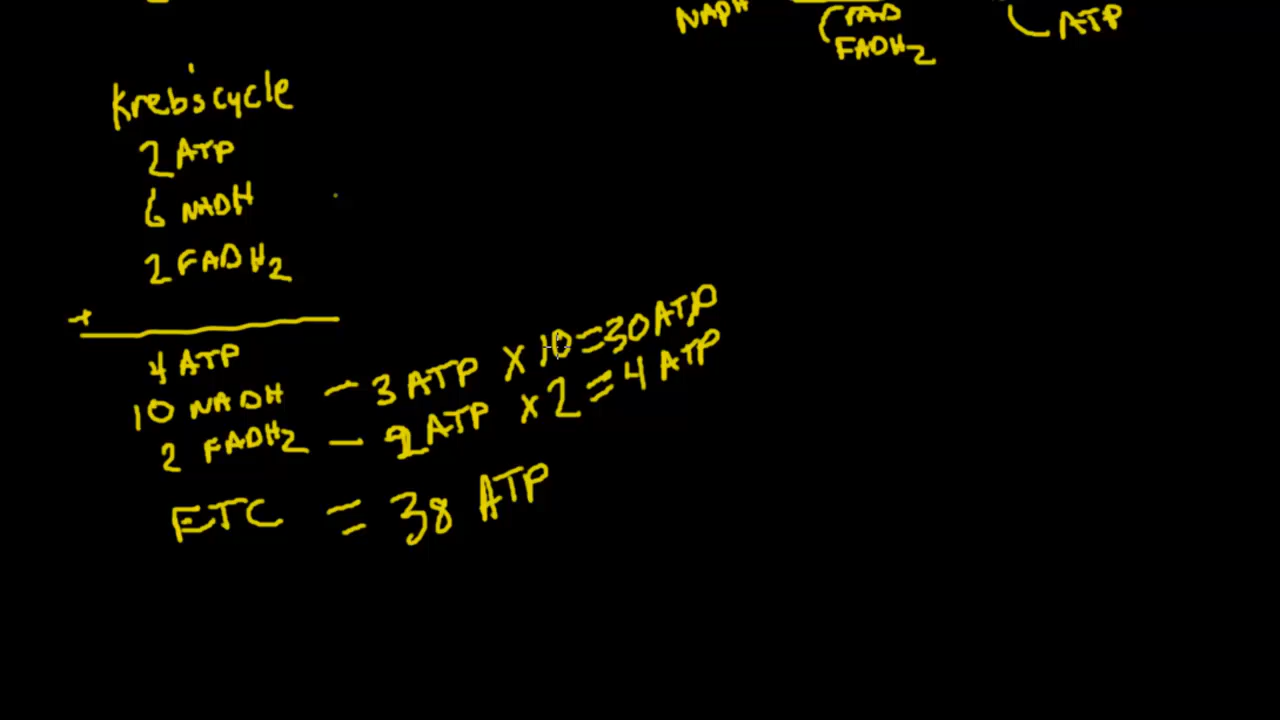 NADH
FAD
FADH2
ATP
Kreb's cycle
2 ATP
6 NADH
2 FADH2
+
4 ATP
10 NADH - 3 ATP x 10 = 30 ATP
2 FADH2 - 2 ATP x 2 = 4 ATP
ETC = 38 ATP